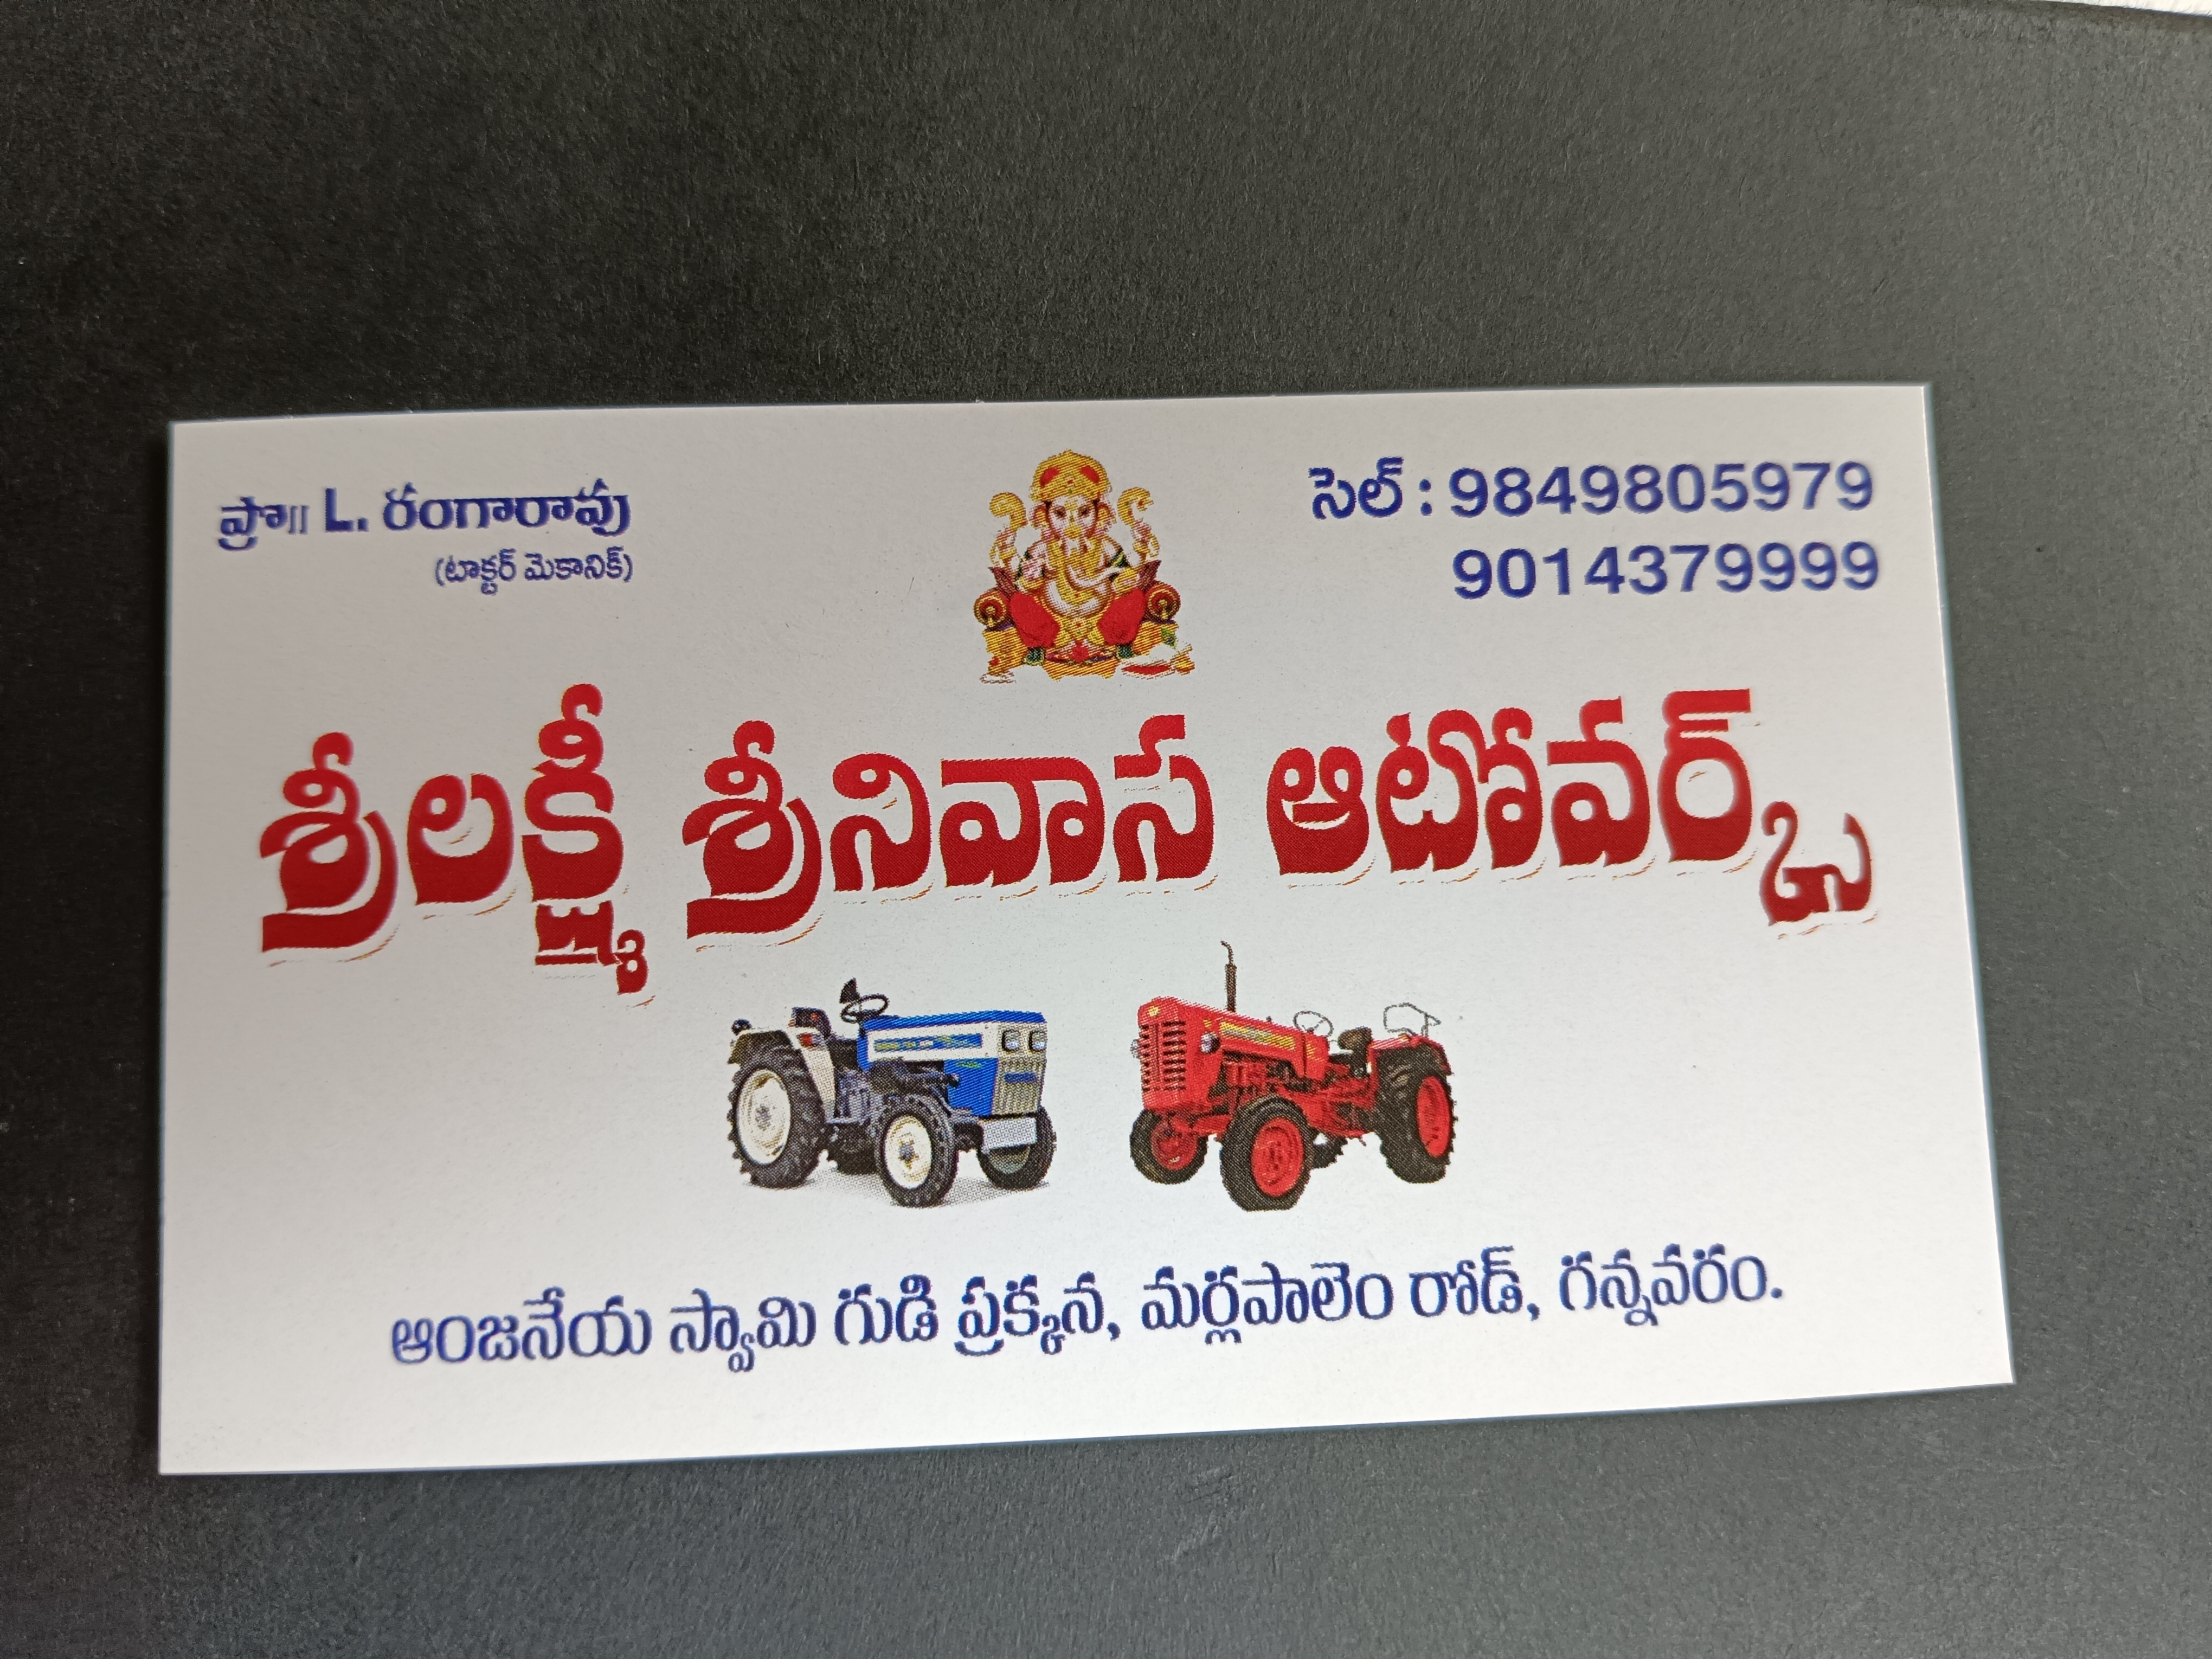 ప్రొ|| L. రంగారావు
(టాక్టర్ మెకానిక్)
సెల్ : 9849805979
9014379999
శ్రీలక్ష్మీ శ్రీనివాస ఆటోవర్క్స్
ఆంజనేయ స్వామి గుడి ప్రక్కన, మర్లపాలెం రోడ్, గన్నవరం.